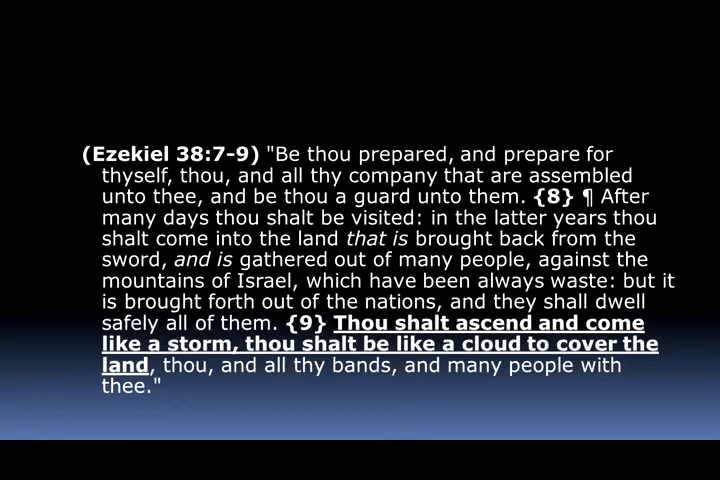 (Ezekiel 38:7-9) "Be thou prepared, and prepare for
thyself, thou, and all thy company that are assembled
unto thee, and be thou a guard unto them. {8} ¶ After
many days thou shalt be visited: in the latter years thou
shalt come into the land that is brought back from the
sword, and is gathered out of many people, against the
mountains of Israel, which have been always waste: but it
is brought forth out of the nations, and they shall dwell
safely all of them. {9} Thou shalt ascend and come
like a storm, thou shalt be like a cloud to cover the
land, thou, and all thy bands, and many people with
thee."